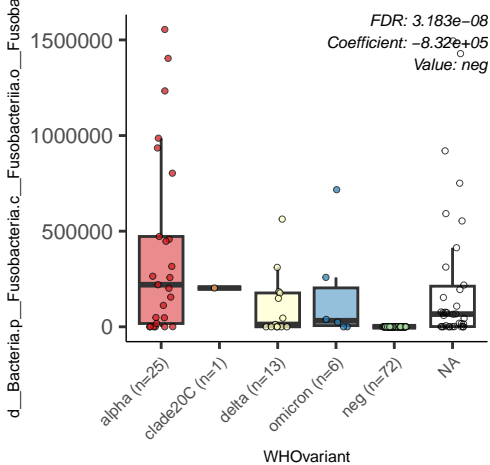 FDR: 3.183e−08
Coefficient: −8.32e+05
Value: neg
d__Bacteria.p__Fusobacteria.c__Fusobacteriia.o__Fusoba
1500000
1000000
500000
0
alpha (n=25)
clade20C (n=1)
delta (n=13)
omicron (n=6)
neg (n=72)
NA
WHOvariant